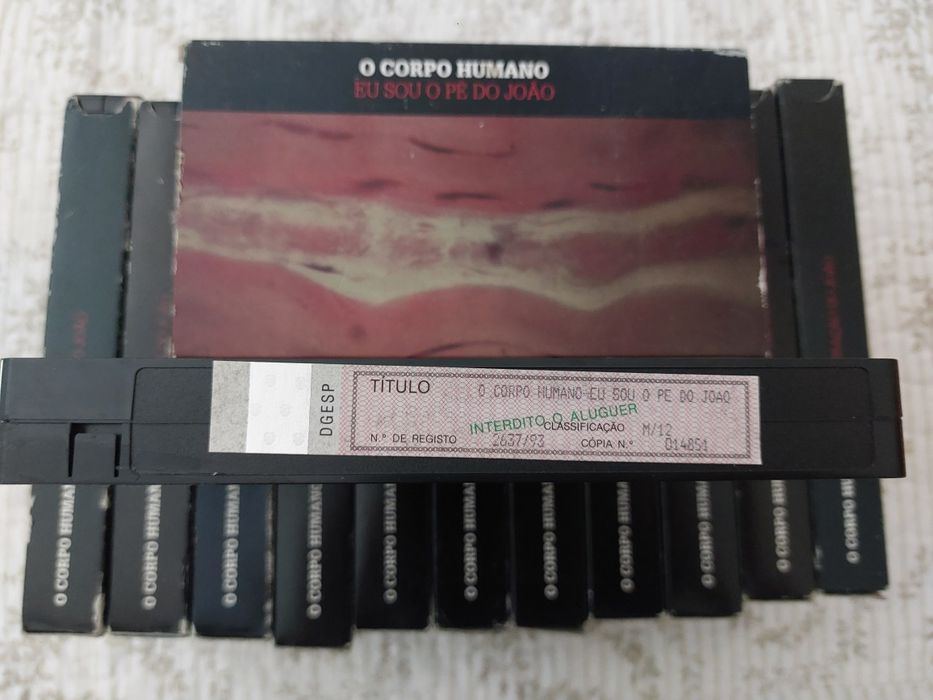 O CORPO HUMANO
EU SOU O PÉ DO JOÃO
DGESP
TÍTULO
O CORPO HUMANO-EU SOU O PE DO JOAO
INTERDITO O ALUGUER
CLASSIFICAÇÃO M/12
N.º DE REGISTO 2637/93 CÓPIA N.º 014851
JOÃO
O CORPO HUMANO
O CORPO HUMANO
O CORPO HUMANO
O CORPO HUMANO
O CORPO HUMANO
O CORPO HUMANO
O CORPO HUMANO
O CORPO HUMANO
O CORPO HUMANO
O CORPO HUMANO
O CORPO HUM